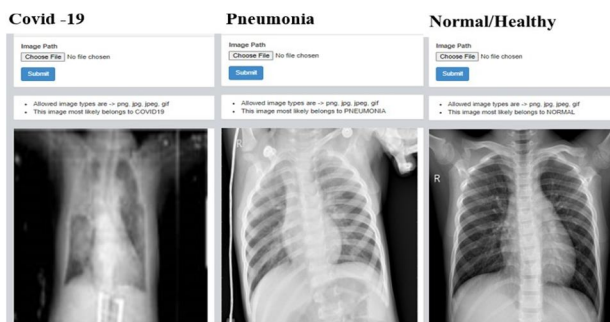 Covid -19
Image Path
Choose File No file chosen
Submit
• Allowed image types are -> png, jpg, jpeg, gif
• This image most likely belongs to COVID19
Pneumonia
Image Path
Choose File No file chosen
Submit
• Allowed image types are -> png, jpg, jpeg, gif
• This image most likely belongs to PNEUMONIA
R
Normal/Healthy
Image Path
Choose File No file chosen
Submit
• Allowed image types are -> png, jpg, jpeg, gif
• This image most likely belongs to NORMAL
R